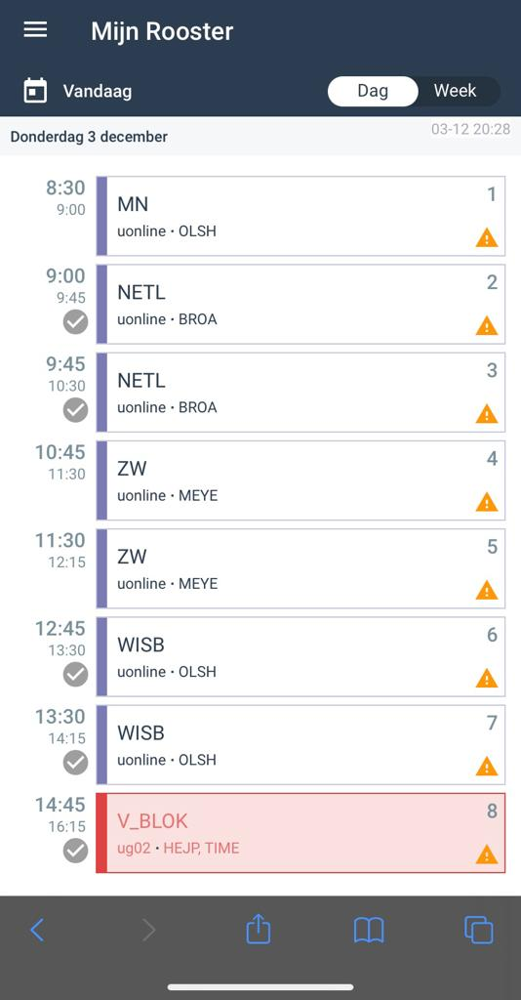 Mijn Rooster
Vandaag
Dag
Week
Donderdag 3 december
03-12 20:28
8:30
9:00
MN
uonline • OLSH
1
9:00
9:45
NETL
uonline • BROA
2
9:45
10:30
NETL
uonline • BROA
3
10:45
11:30
ZW
uonline • MEYE
4
11:30
12:15
ZW
uonline • MEYE
5
12:45
13:30
WISB
uonline • OLSH
6
13:30
14:15
WISB
uonline • OLSH
7
14:45
16:15
V_BLOK
ug02 • HEJP, TIME
8